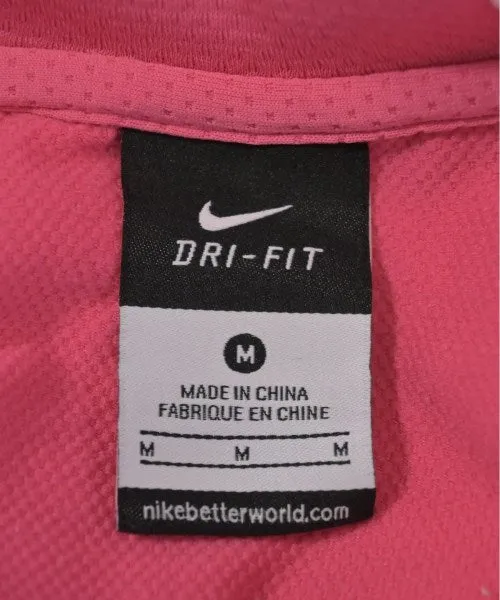 DRI-FIT
M
MADE IN CHINA
FABRIQUE EN CHINE
M M M
nikebetterworld.com